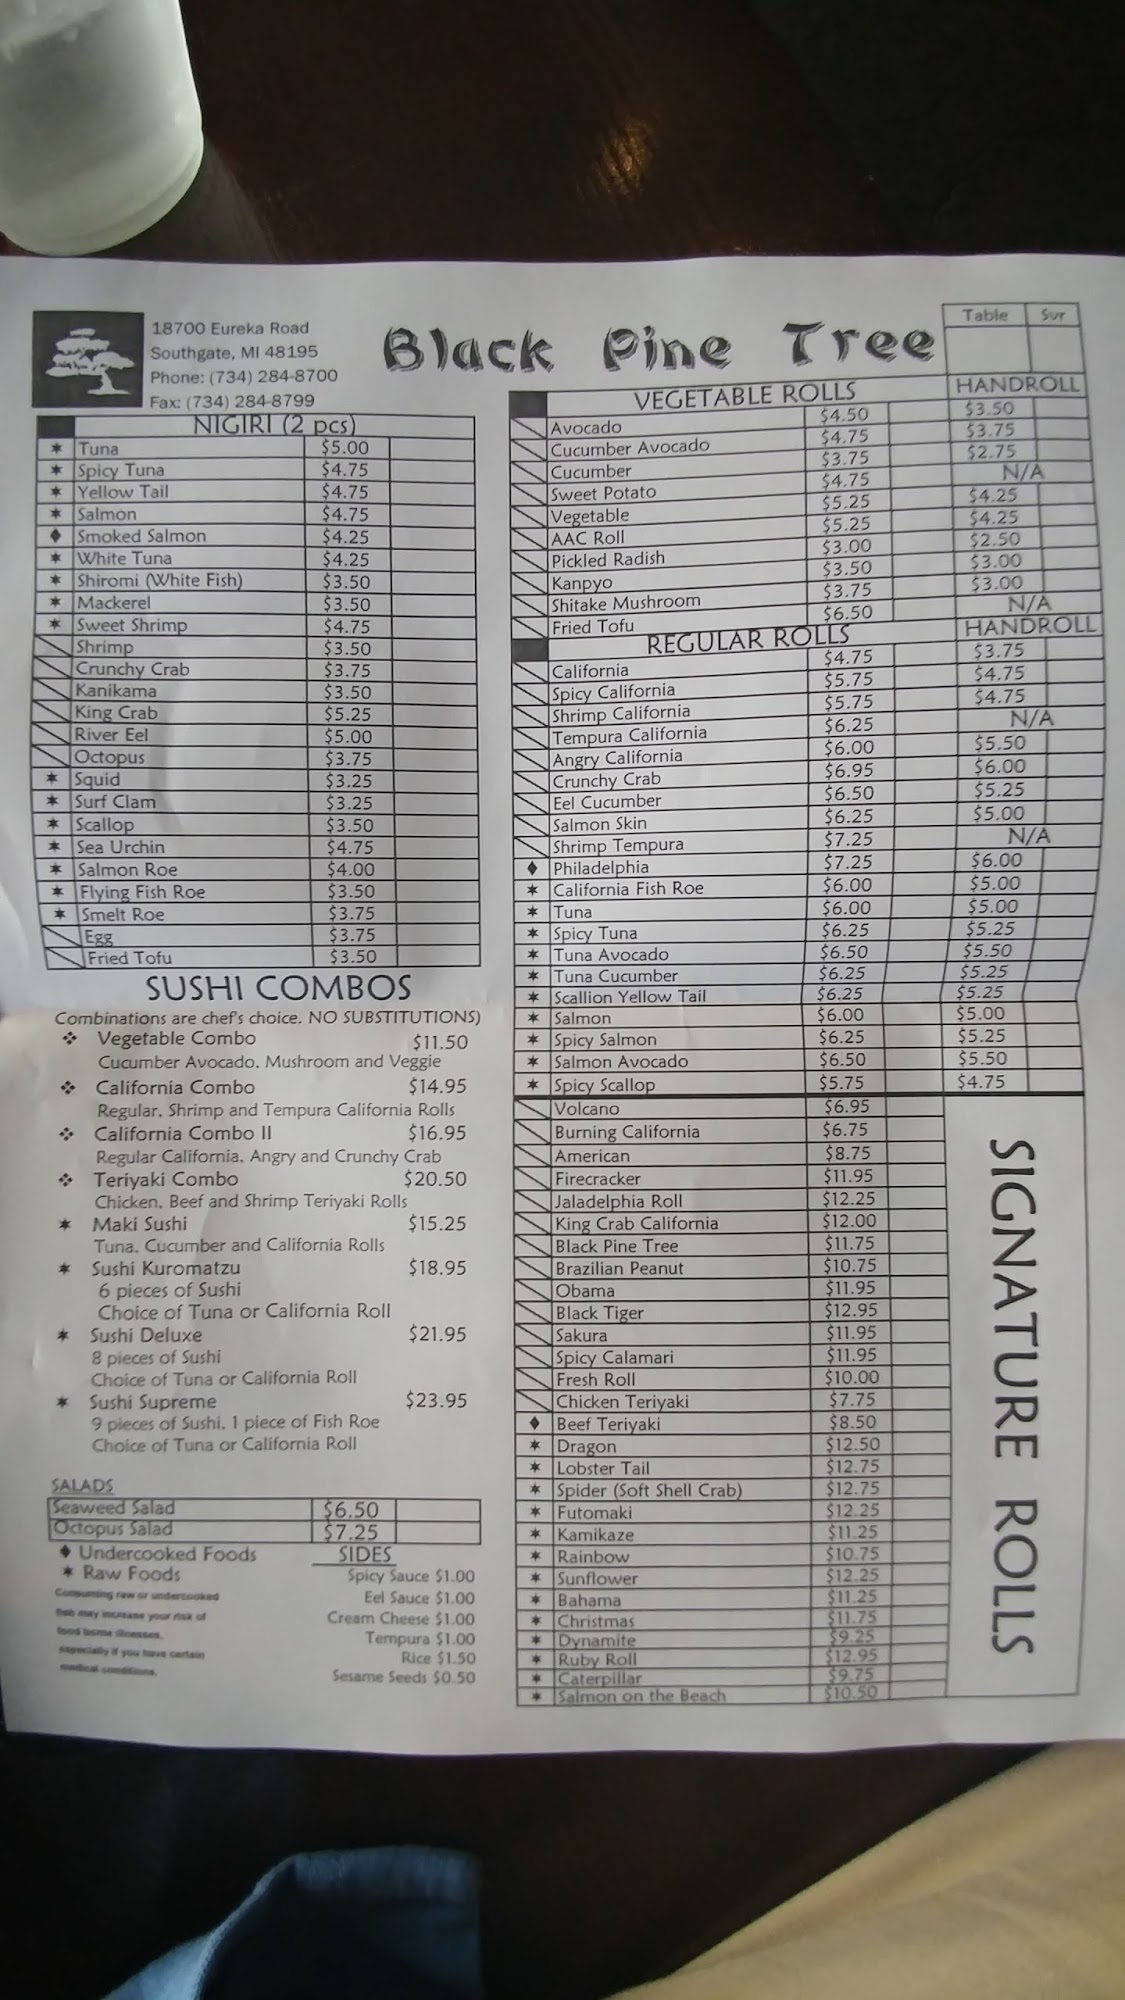 18700 Eureka Road
Southgate, MI 48195
Phone: (734) 284-8700
Fax: (734) 284-8799
Black Pine Tree
Table Svr
NIGIRI (2 pcs)
* Tuna $5.00
* Spicy Tuna $4.75
* Yellow Tail $4.75
* Salmon $4.75
♦ Smoked Salmon $4.25
* White Tuna $4.25
* Shiromi (White Fish) $3.50
* Mackerel $3.50
* Sweet Shrimp $4.75
Shrimp $3.50
Crunchy Crab $3.75
Kanikama $3.50
King Crab $5.25
River Eel $5.00
Octopus $3.75
* Squid $3.25
* Surf Clam $3.25
* Scallop $3.50
* Sea Urchin $4.75
* Salmon Roe $4.00
* Flying Fish Roe $3.50
* Smelt Roe $3.75
Egg $3.75
Fried Tofu $3.50
SUSHI COMBOS
Combinations are chef's choice. NO SUBSTITUTIONS)
❖ Vegetable Combo $11.50
Cucumber Avocado, Mushroom and Veggie
❖ California Combo $14.95
Regular, Shrimp and Tempura California Rolls
❖ California Combo II $16.95
Regular California, Angry and Crunchy Crab
❖ Teriyaki Combo $20.50
Chicken, Beef and Shrimp Teriyaki Rolls
* Maki Sushi $15.25
Tuna, Cucumber and California Rolls
* Sushi Kuromatzu $18.95
6 pieces of Sushi
Choice of Tuna or California Roll
* Sushi Deluxe $21.95
8 pieces of Sushi
Choice of Tuna or California Roll
* Sushi Supreme $23.95
9 pieces of Sushi, 1 piece of Fish Roe
Choice of Tuna or California Roll
SALADS
Seaweed Salad $6.50
Octopus Salad $7.25
♦ Undercooked Foods
* Raw Foods
Consuming raw or undercooked
fish may increase your risk of
food borne illnesses,
especially if you have certain
medical conditions.
SIDES
Spicy Sauce $1.00
Eel Sauce $1.00
Cream Cheese $1.00
Tempura $1.00
Rice $1.50
Sesame Seeds $0.50
VEGETABLE ROLLS HANDROLL
Avocado $4.50 $3.50
Cucumber Avocado $4.75 $3.75
Cucumber $3.75 $2.75
Sweet Potato $4.75 N/A
Vegetable $5.25 $4.25
AAC Roll $5.25 $4.25
Pickled Radish $3.00 $2.50
Kanpyo $3.50 $3.00
Shitake Mushroom $3.75 $3.00
Fried Tofu $6.50 N/A
REGULAR ROLLS HANDROLL
California $4.75 $3.75
Spicy California $5.75 $4.75
Shrimp California $5.75 $4.75
Tempura California $6.25 N/A
Angry California $6.00 $5.50
Crunchy Crab $6.95 $6.00
Eel Cucumber $6.50 $5.25
Salmon Skin $6.25 $5.00
Shrimp Tempura $7.25 N/A
♦ Philadelphia $7.25 $6.00
* California Fish Roe $6.00 $5.00
* Tuna $6.00 $5.00
* Spicy Tuna $6.25 $5.25
* Tuna Avocado $6.50 $5.50
* Tuna Cucumber $6.25 $5.25
* Scallion Yellow Tail $6.25 $5.25
* Salmon $6.00 $5.00
* Spicy Salmon $6.25 $5.25
* Salmon Avocado $6.50 $5.50
* Spicy Scallop $5.75 $4.75
SIGNATURE ROLLS
Volcano $6.95
Burning California $6.75
American $8.75
Firecracker $11.95
Jaladelphia Roll $12.25
King Crab California $12.00
Black Pine Tree $11.75
Brazilian Peanut $10.75
Obama $11.95
Black Tiger $12.95
Sakura $11.95
Spicy Calamari $11.95
Fresh Roll $10.00
Chicken Teriyaki $7.75
♦ Beef Teriyaki $8.50
* Dragon $12.50
* Lobster Tail $12.75
* Spider (Soft Shell Crab) $12.75
* Futomaki $12.25
* Kamikaze $11.25
* Rainbow $10.75
* Sunflower $12.25
* Bahama $11.25
* Christmas $11.75
* Dynamite $9.25
* Ruby Roll $12.95
* Caterpillar $9.75
* Salmon on the Beach $10.50